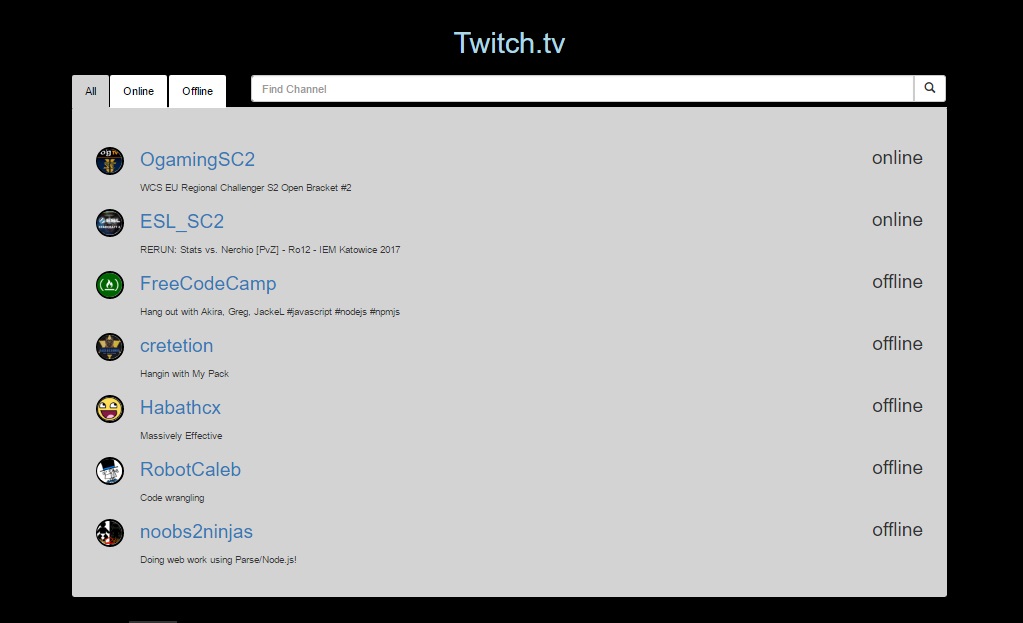 Twitch.tv
All Online Offline Find Channel
OgamingSC2 online
WCS EU Regional Challenger S2 Open Bracket #2
ESL_SC2 online
RERUN: Stats vs. Nerchio [PvZ] - Ro12 - IEM Katowice 2017
FreeCodeCamp offline
Hang out with Akira, Greg, JackeL #javascript #nodejs #npmjs
cretetion offline
Hangin with My Pack
Habathcx offline
Massively Effective
RobotCaleb offline
Code wrangling
noobs2ninjas offline
Doing web work using Parse/Node.js!